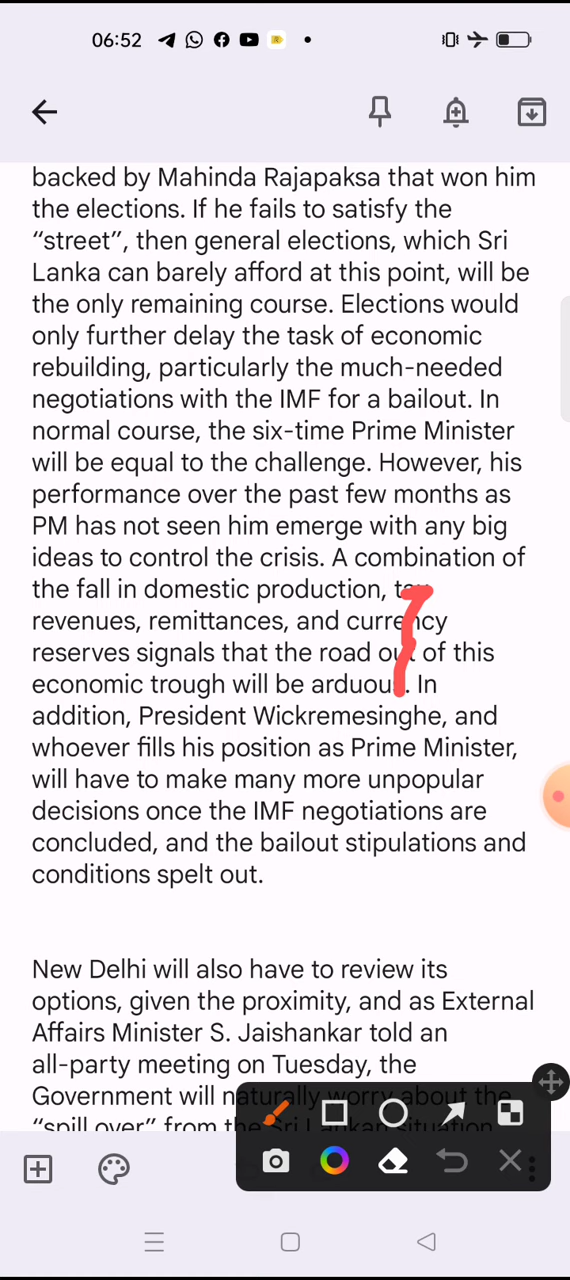 06:52
backed by Mahinda Rajapaksa that won him
the elections. If he fails to satisfy the
“street”, then general elections, which Sri
Lanka can barely afford at this point, will be
the only remaining course. Elections would
only further delay the task of economic
rebuilding, particularly the much-needed
negotiations with the IMF for a bailout. In
normal course, the six-time Prime Minister
will be equal to the challenge. However, his
performance over the past few months as
PM has not seen him emerge with any big
ideas to control the crisis. A combination of
the fall in domestic production, tax
revenues, remittances, and currency
reserves signals that the road out of this
economic trough will be arduous. In
addition, President Wickremesinghe, and
whoever fills his position as Prime Minister,
will have to make many more unpopular
decisions once the IMF negotiations are
concluded, and the bailout stipulations and
conditions spelt out.
New Delhi will also have to review its
options, given the proximity, and as External
Affairs Minister S. Jaishankar told an
all-party meeting on Tuesday, the
Government will naturally worry about the
“spill over” from the Sri Lankan situation